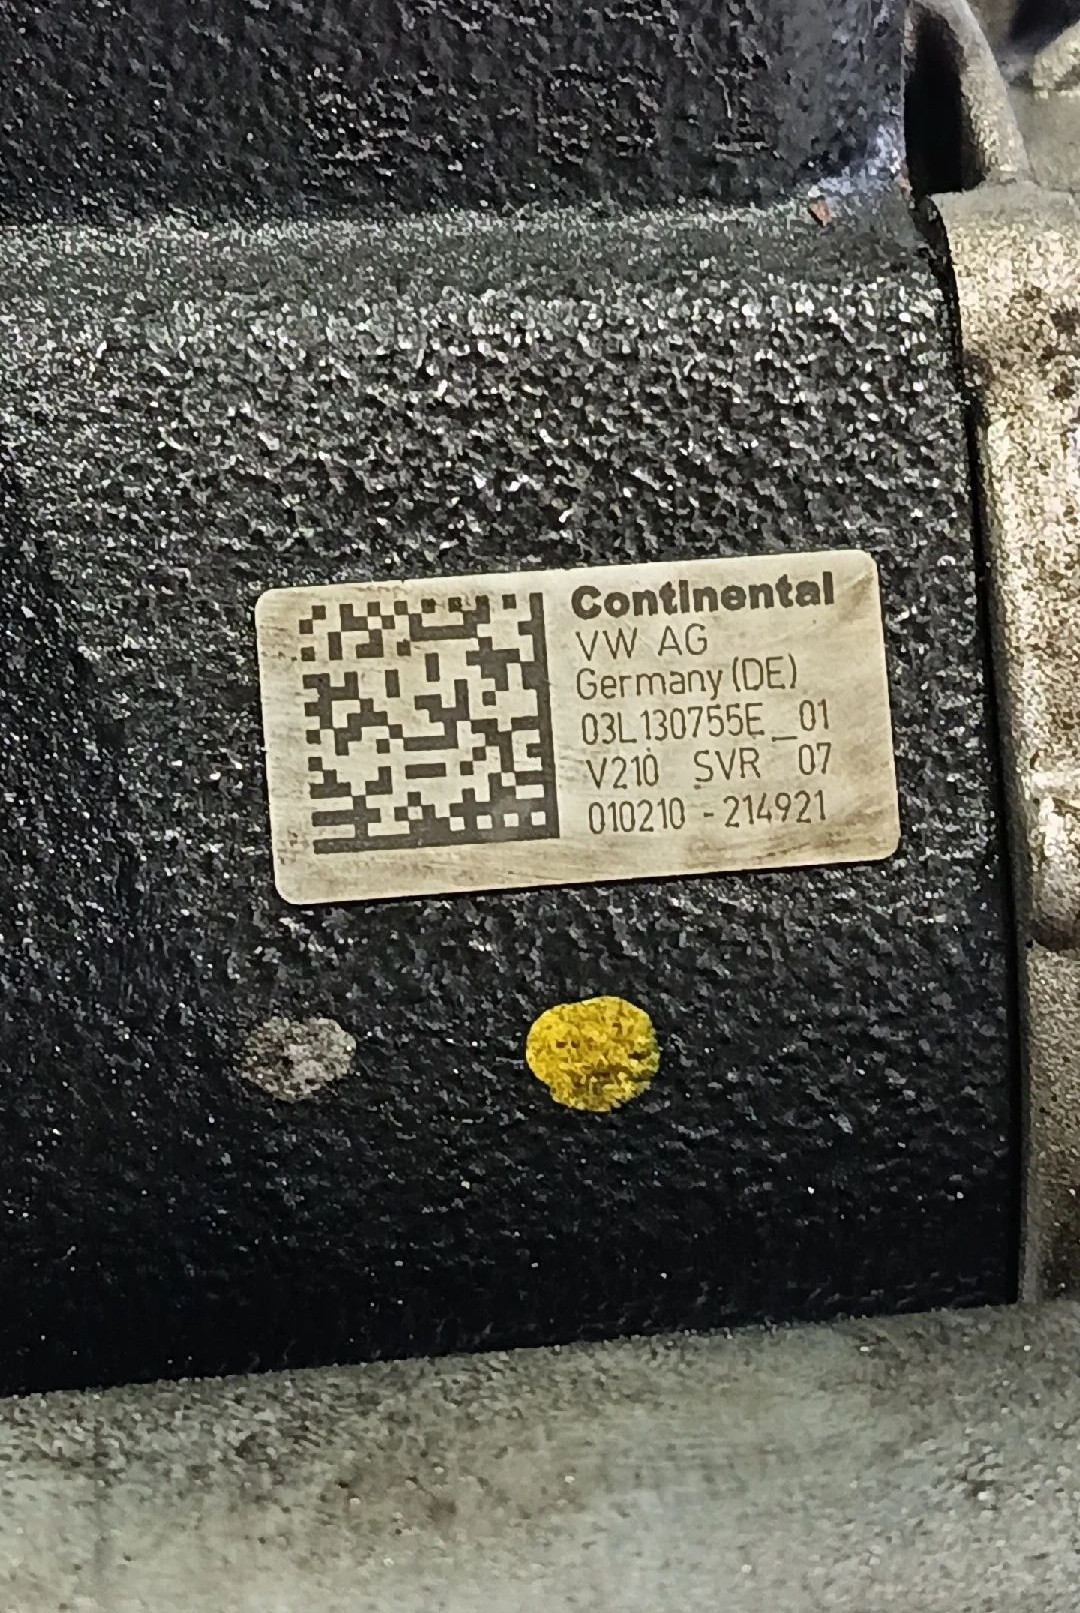 Continental
VW AG
Germany (DE)
03L130755E_01
V210 SVR 07
010210 - 214921